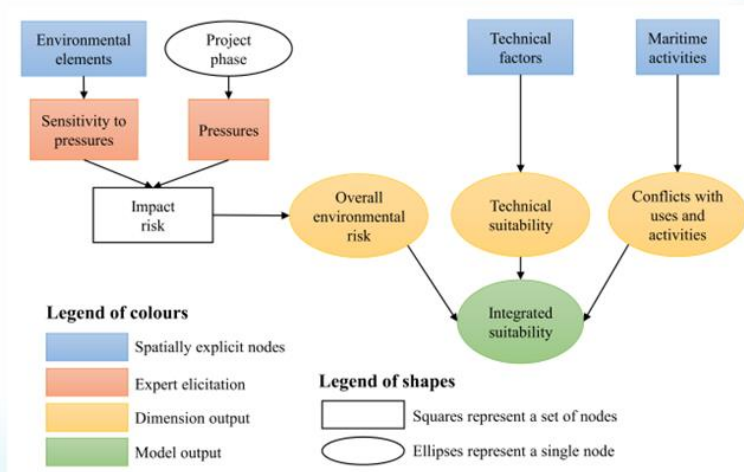 Environmental
elements
Project
phase
Technical
factors
Maritime
activities
Sensitivity to
pressures
Pressures
Impact
risk
Overall
environmental
risk
Technical
suitability
Conflicts with
uses and
activities
Integrated
suitability
Legend of colours
Spatially explicit nodes
Expert elicitation
Dimension output
Model output
Legend of shapes
Squares represent a set of nodes
Ellipses represent a single node